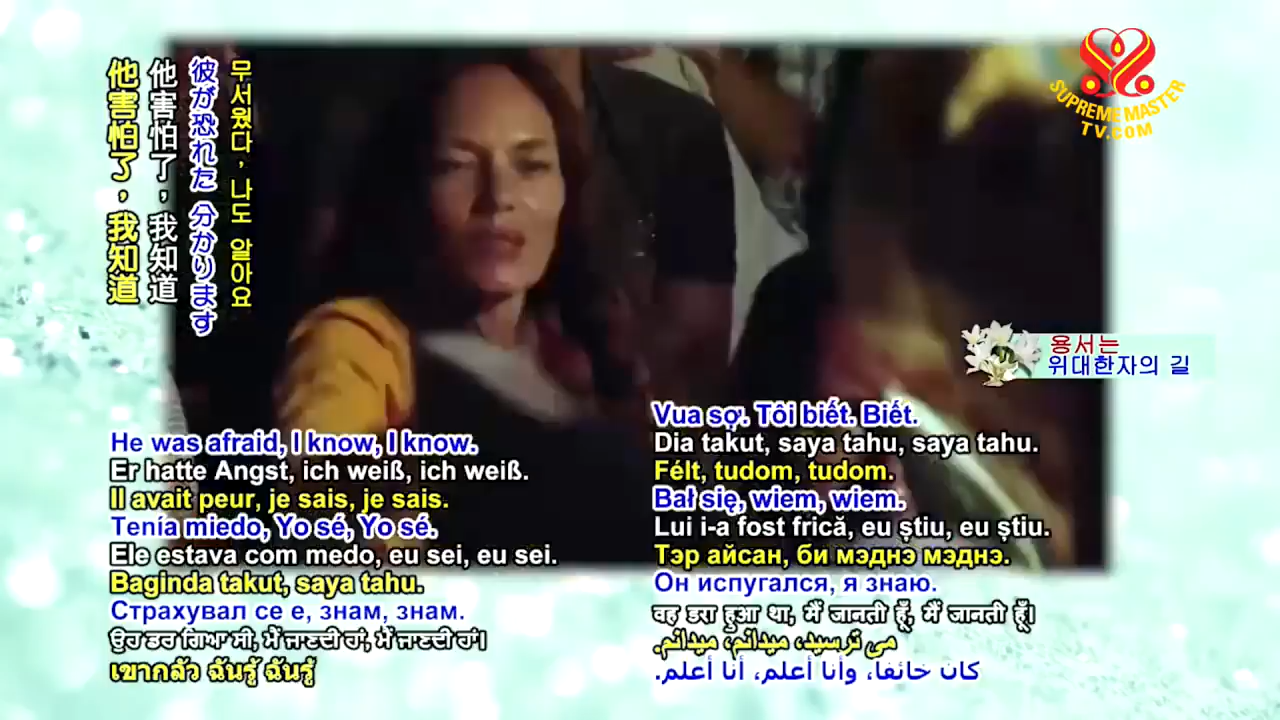 他害怕了，我知道
他害怕了，我知道
彼が恐れた 分かります
무서웠다, 나도 알아요
SUPREME MASTER
TV.COM
용서는
위대한자의 길
He was afraid, I know, I know.
Er hatte Angst, ich weiß, ich weiß.
Il avait peur, je sais, je sais.
Tenía miedo, Yo sé, Yo sé.
Ele estava com medo, eu sei, eu sei.
Baginda takut, saya tahu.
Страхувал се е, знам, знам.
ਉਹ ਡਰ ਗਿਆ ਸੀ, ਮੈਂ ਜਾਣਦੀ ਹਾਂ, ਮੈਂ ਜਾਣਦੀ ਹਾਂ।
เขากลัว ฉันรู้ ฉันรู้
Vua sợ. Tôi biết. Biết.
Dia takut, saya tahu, saya tahu.
Félt, tudom, tudom.
Bał się, wiem, wiem.
Lui i-a fost frică, eu știu, eu știu.
Тэр айсан, би мэднэ мэднэ.
Он испугался, я знаю.
वह डरा हुआ था, मैं जानती हूँ, मैं जानती हूँ।
می ترسید، میدانم، میدانم.
كان خائفا، وأنا أعلم، أنا أعلم.